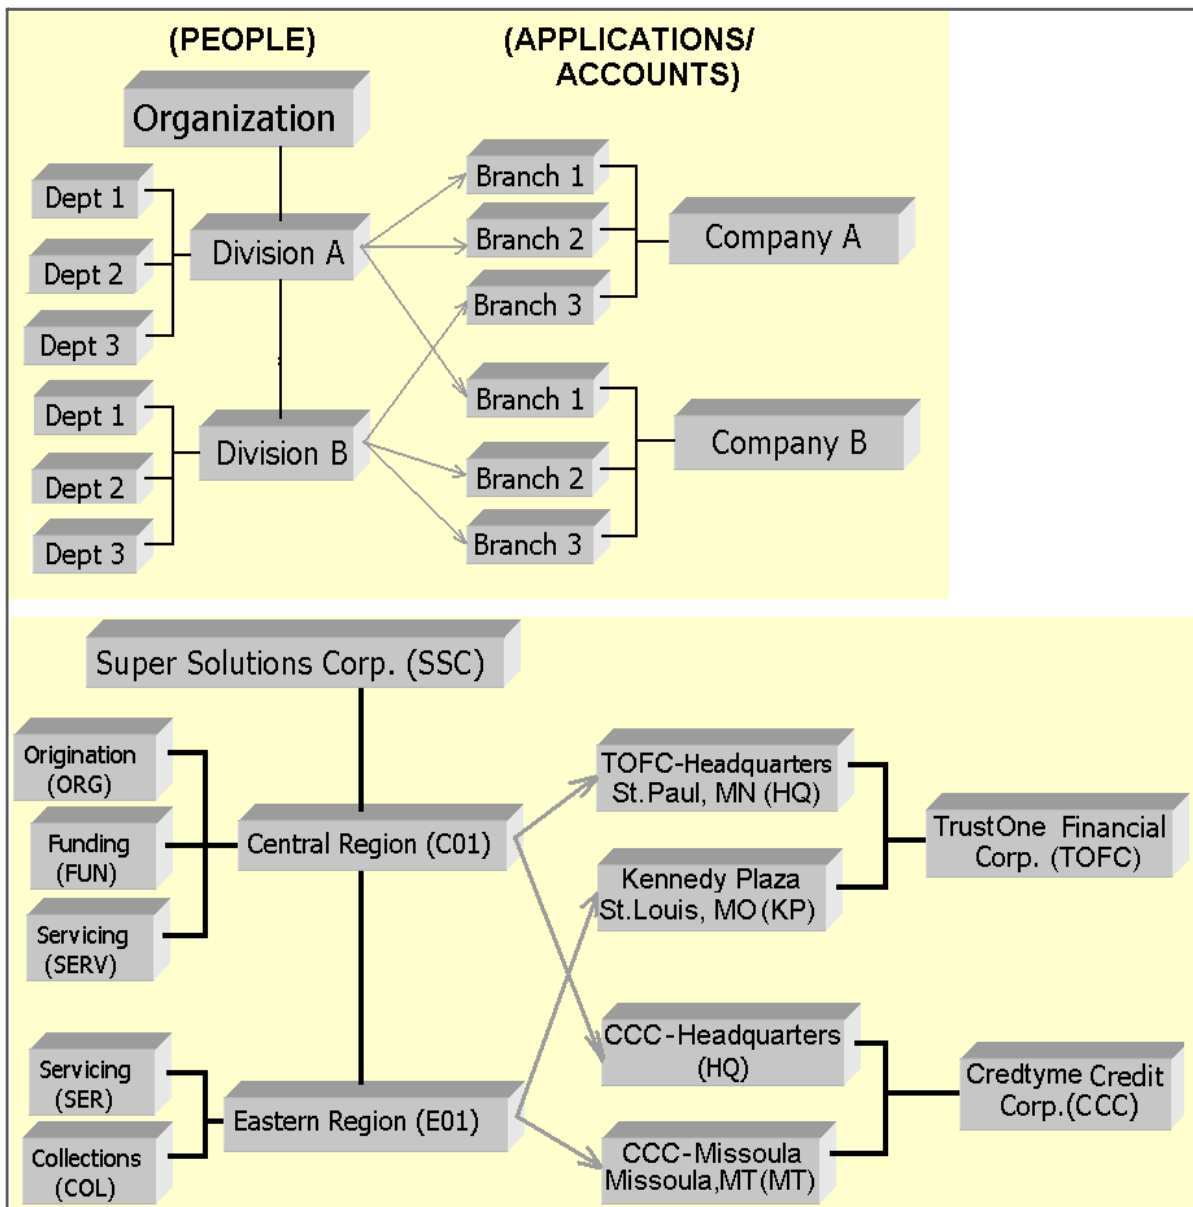 (PEOPLE)
(APPLICATIONS/
ACCOUNTS)
Organization
Dept 1
Dept 2
Dept 3
Division A
Dept 1
Dept 2
Dept 3
Division B
Branch 1
Branch 2
Branch 3
Company A
Branch 1
Branch 2
Branch 3
Company B
Super Solutions Corp. (SSC)
Origination
(ORG)
Funding
(FUN)
Servicing
(SERV)
Central Region (C01)
Servicing
(SER)
Collections
(COL)
Eastern Region (E01)
TOFC-Headquarters
St.Paul, MN (HQ)
Kennedy Plaza
St.Louis, MO (KP)
TrustOne Financial
Corp. (TOFC)
CCC-Headquarters
(HQ)
CCC-Missoula
Missoula,MT(MT)
Credtyme Credit
Corp.(CCC)